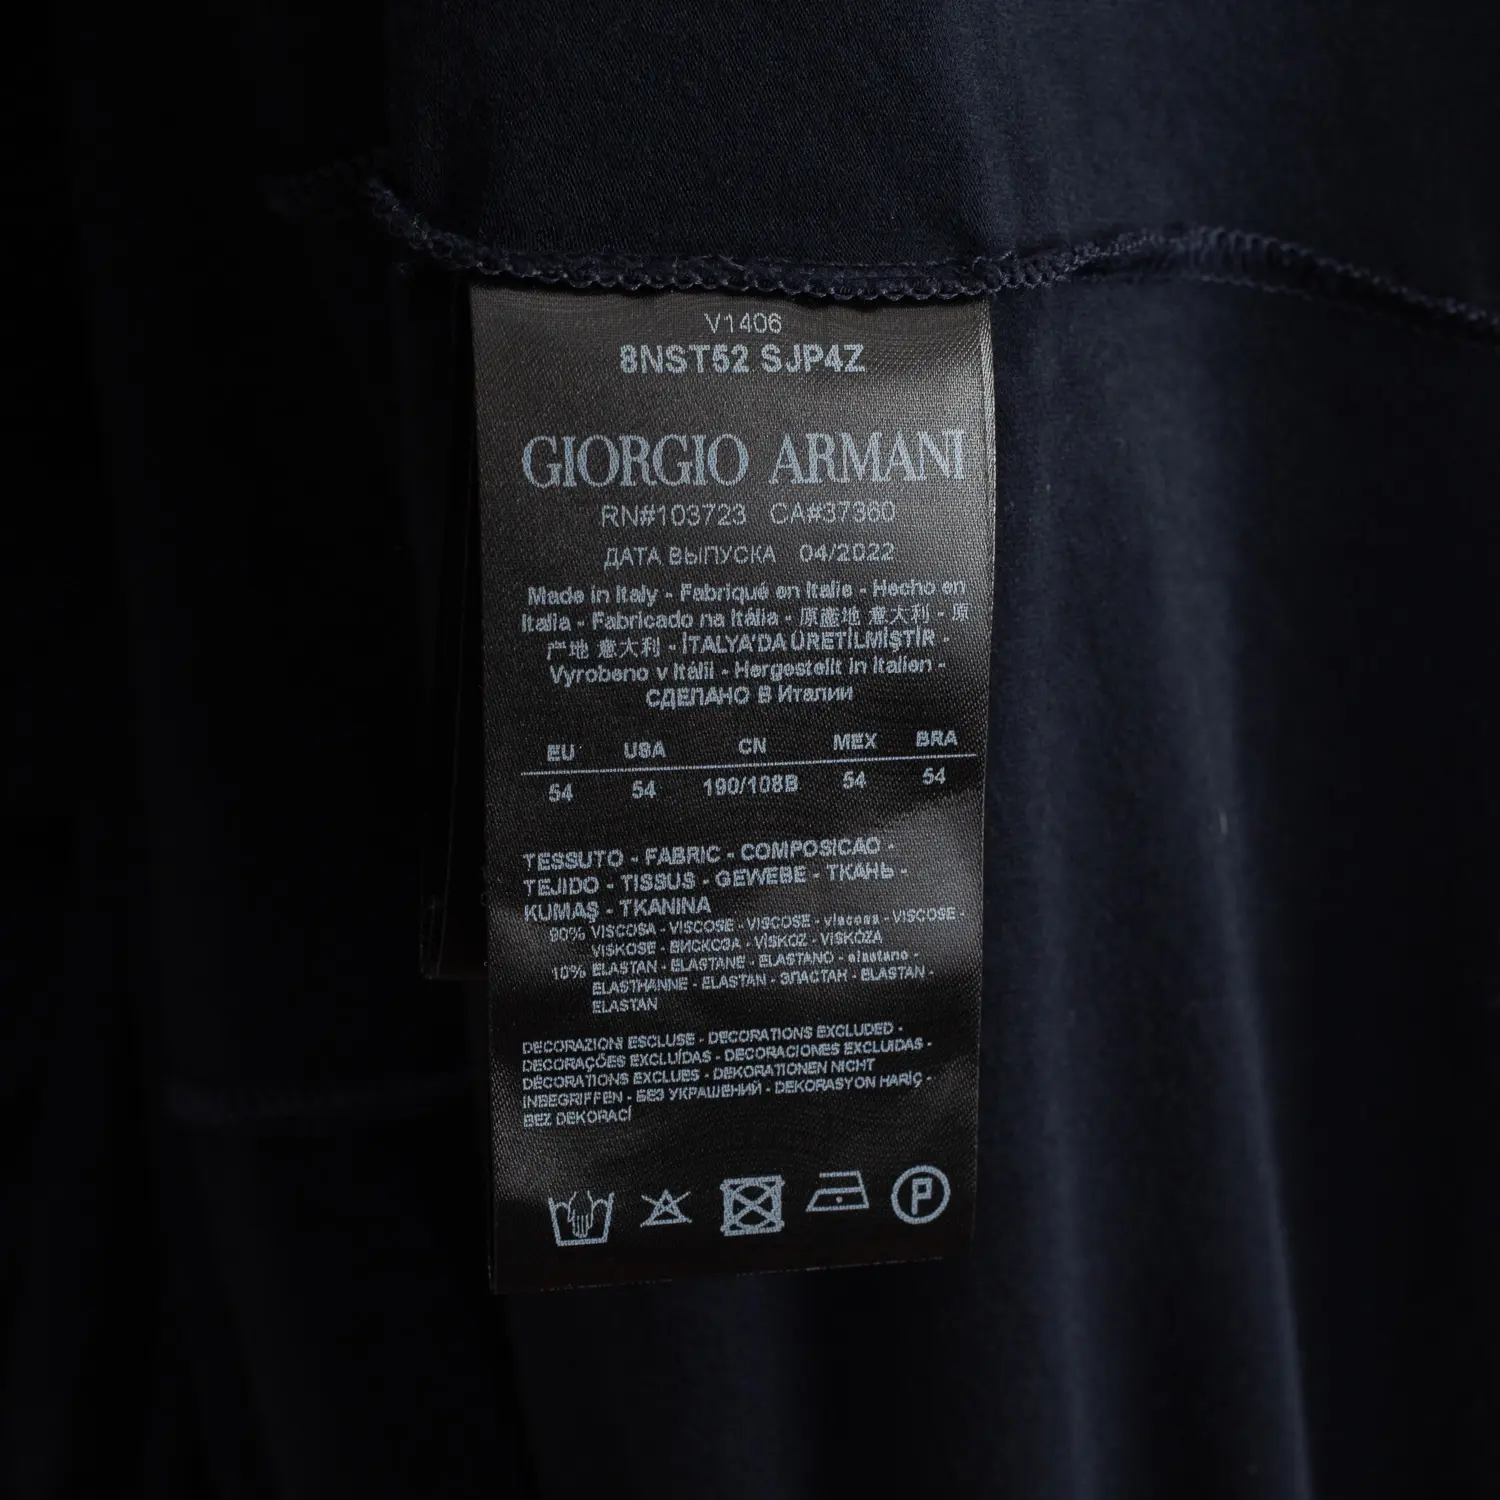 V1406
8NST52 SJP4Z
GIORGIO ARMANI
RN#103723 CA#37360
ДАТА ВЫПУСКА 04/2022
Made in Italy - Fabriqué en Italie - Hecho en
Italia - Fabricado na Itália - 原產地 意大利 - 原
产地 意大利 - İTALYA'DA ÜRETİLMİŞTİR -
Vyrobeno v Itálii - Hergestellt in Italien -
СДЕЛАНО В Италии
EU USA CN MEX BRA
54 54 190/108B 54 54
TESSUTO - FABRIC - COMPOSICAO -
TEJIDO - TISSUS - GEWEBE - ТКАНЬ -
KUMAŞ - TKANINA
90% VISCOSA - VISCOSE - VISCOSE - viscosa - VISCOSE -
VISKOSE - ВИСКОЗА - VİSKOZ - VISKÓZA
10% ELASTAN - ELASTANE - ELASTANO - elastano -
ELASTHANNE - ELASTAN - ЭЛАСТАН - ELASTAN -
ELASTAN
DECORAZIONI ESCLUSE - DECORATIONS EXCLUDED -
DECORAÇÕES EXCLUÍDAS - DECORACIONES EXCLUIDAS -
DÉCORATIONS EXCLUES - DEKORATIONEN NICHT
INBEGRIFFEN - БЕЗ УКРАШЕНИЙ - DEKORASYON HARİÇ -
BEZ DEKORACÍ
P